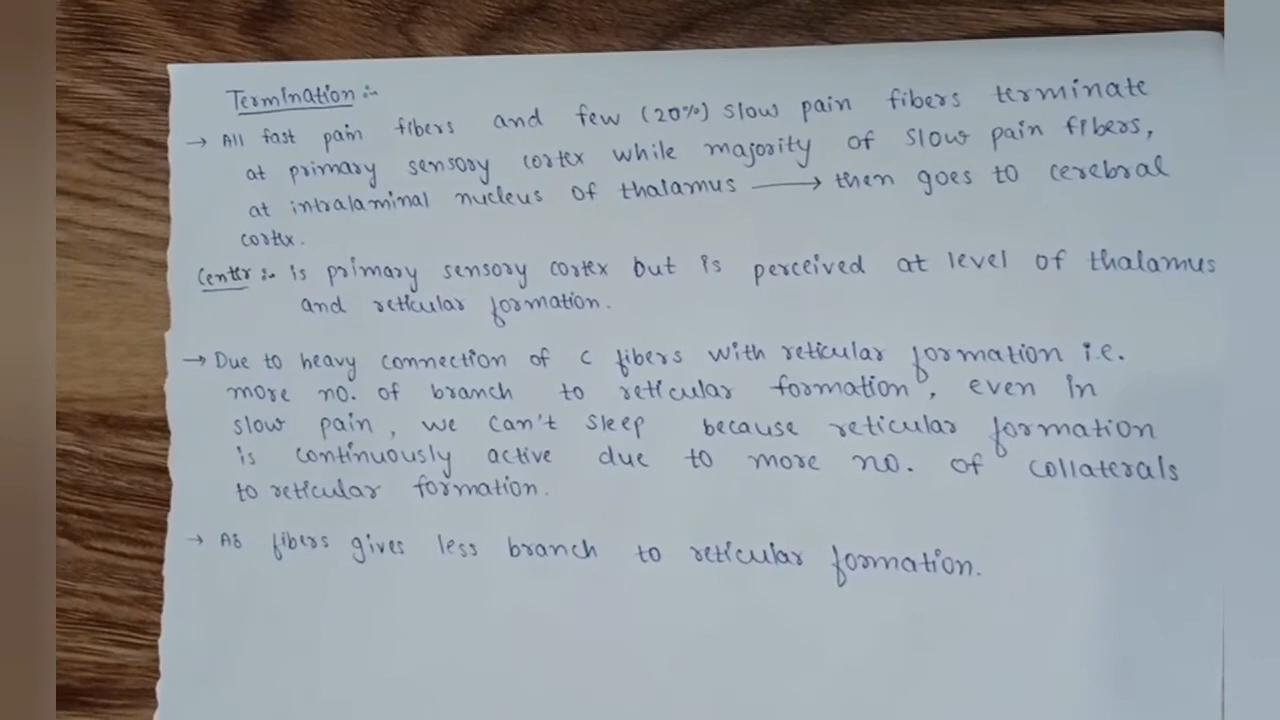 Termination :-
→ All fast pain fibers and few (20%) slow pain fibers terminate
at primary sensory cortex while majority of slow pain fibers,
at intralaminal nucleus of thalamus ⟶ then goes to cerebral
cortex.
Center :- is primary sensory cortex but is perceived at level of thalamus
and reticular formation.
→ Due to heavy connection of C fibers with reticular formation i.e.
more no. of branch to reticular formation, even in
slow pain, we can't sleep because reticular formation
is continuously active due to more no. of collaterals
to reticular formation.
→ Aδ fibers gives less branch to reticular formation.